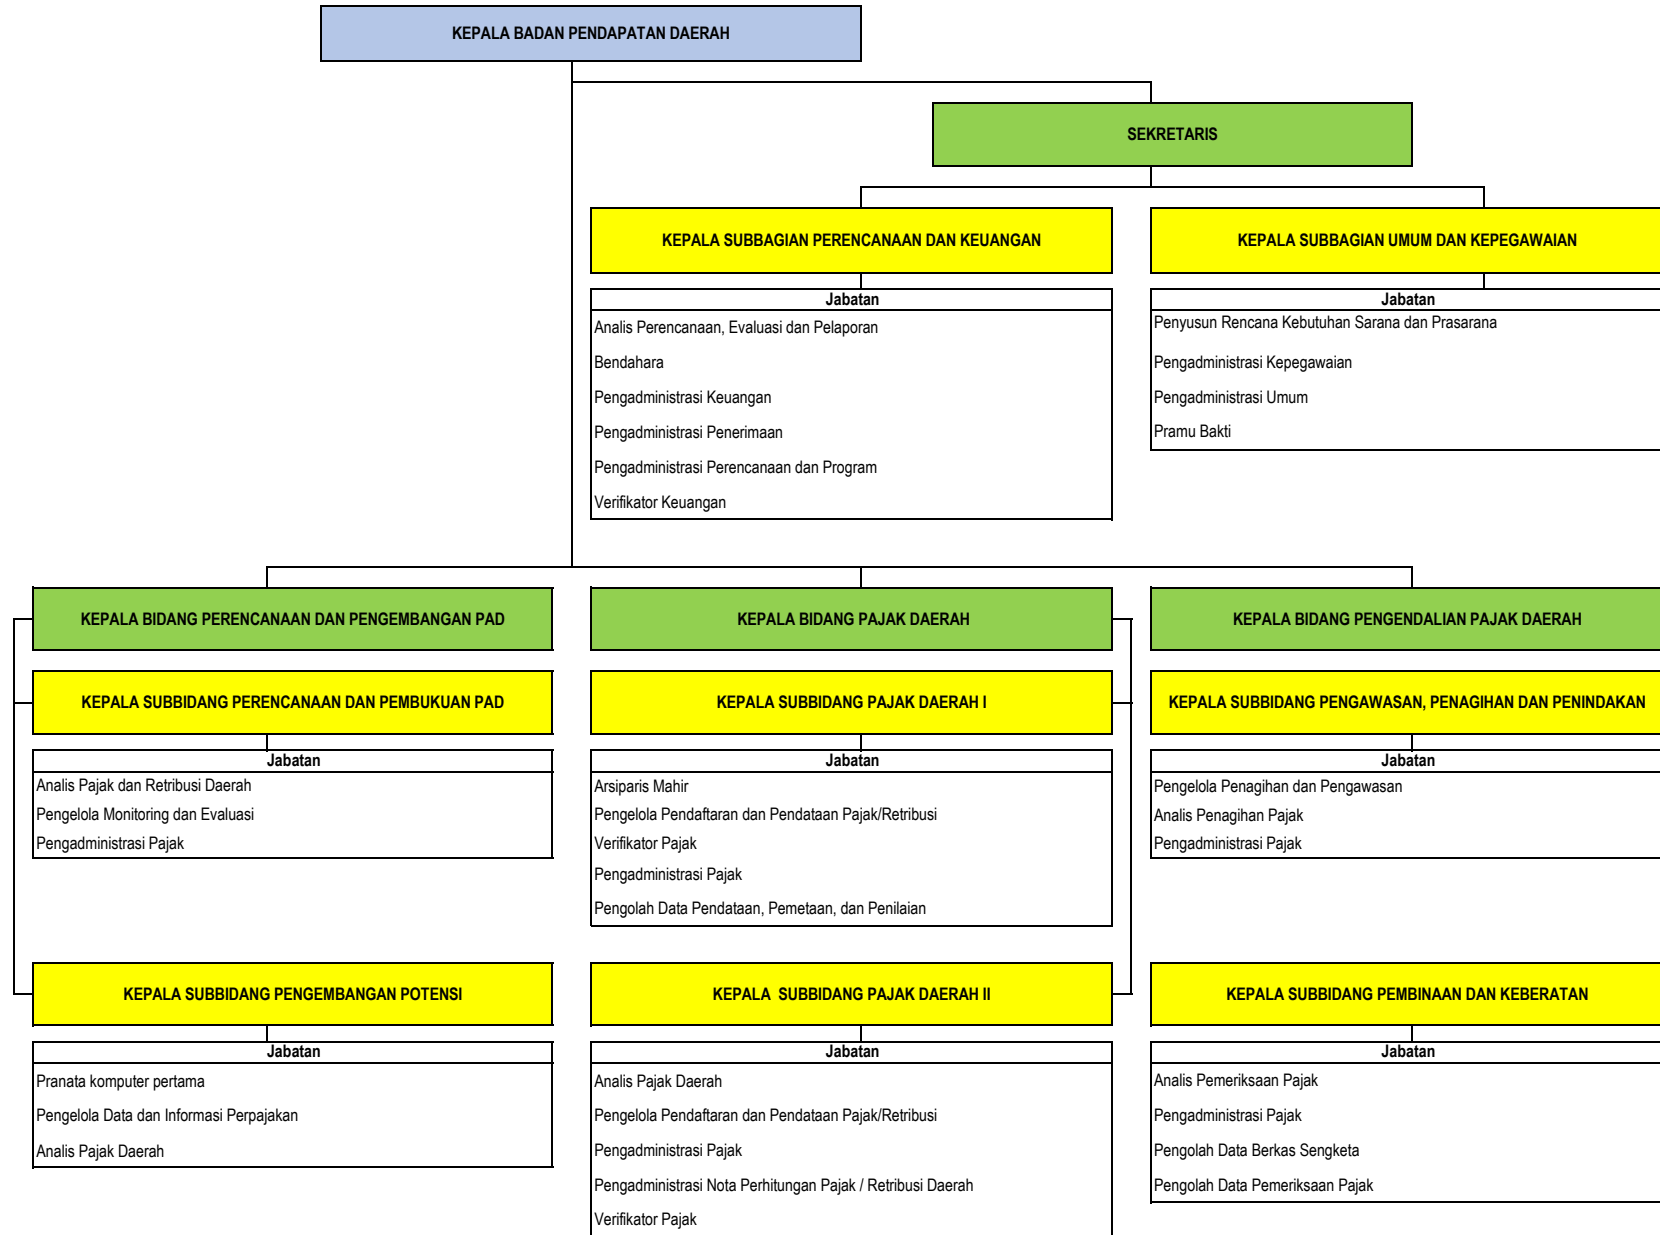 KEPALA BADAN PENDAPATAN DAERAH
SEKRETARIS
KEPALA SUBBAGIAN PERENCANAAN DAN KEUANGAN
Jabatan
Analis Perencanaan, Evaluasi dan Pelaporan
Bendahara
Pengadministrasi Keuangan
Pengadministrasi Penerimaan
Pengadministrasi Perencanaan dan Program
Verifikator Keuangan
KEPALA SUBBAGIAN UMUM DAN KEPEGAWAIAN
Jabatan
Penyusun Rencana Kebutuhan Sarana dan Prasarana
Pengadministrasi Kepegawaian
Pengadministrasi Umum
Pramu Bakti
KEPALA BIDANG PERENCANAAN DAN PENGEMBANGAN PAD
KEPALA SUBBIDANG PERENCANAAN DAN PEMBUKUAN PAD
Jabatan
Analis Pajak dan Retribusi Daerah
Pengelola Monitoring dan Evaluasi
Pengadministrasi Pajak
KEPALA SUBBIDANG PENGEMBANGAN POTENSI
Jabatan
Pranata komputer pertama
Pengelola Data dan Informasi Perpajakan
Analis Pajak Daerah
KEPALA BIDANG PAJAK DAERAH
KEPALA SUBBIDANG PAJAK DAERAH I
Jabatan
Arsiparis Mahir
Pengelola Pendaftaran dan Pendataan Pajak/Retribusi
Verifikator Pajak
Pengadministrasi Pajak
Pengolah Data Pendataan, Pemetaan, dan Penilaian
KEPALA  SUBBIDANG PAJAK DAERAH II
Jabatan
Analis Pajak Daerah
Pengelola Pendaftaran dan Pendataan Pajak/Retribusi
Pengadministrasi Pajak
Pengadministrasi Nota Perhitungan Pajak / Retribusi Daerah
Verifikator Pajak
KEPALA BIDANG PENGENDALIAN PAJAK DAERAH
KEPALA SUBBIDANG PENGAWASAN, PENAGIHAN DAN PENINDAKAN
Jabatan
Pengelola Penagihan dan Pengawasan
Analis Penagihan Pajak
Pengadministrasi Pajak
KEPALA SUBBIDANG PEMBINAAN DAN KEBERATAN
Jabatan
Analis Pemeriksaan Pajak
Pengadministrasi Pajak
Pengolah Data Berkas Sengketa
Pengolah Data Pemeriksaan Pajak